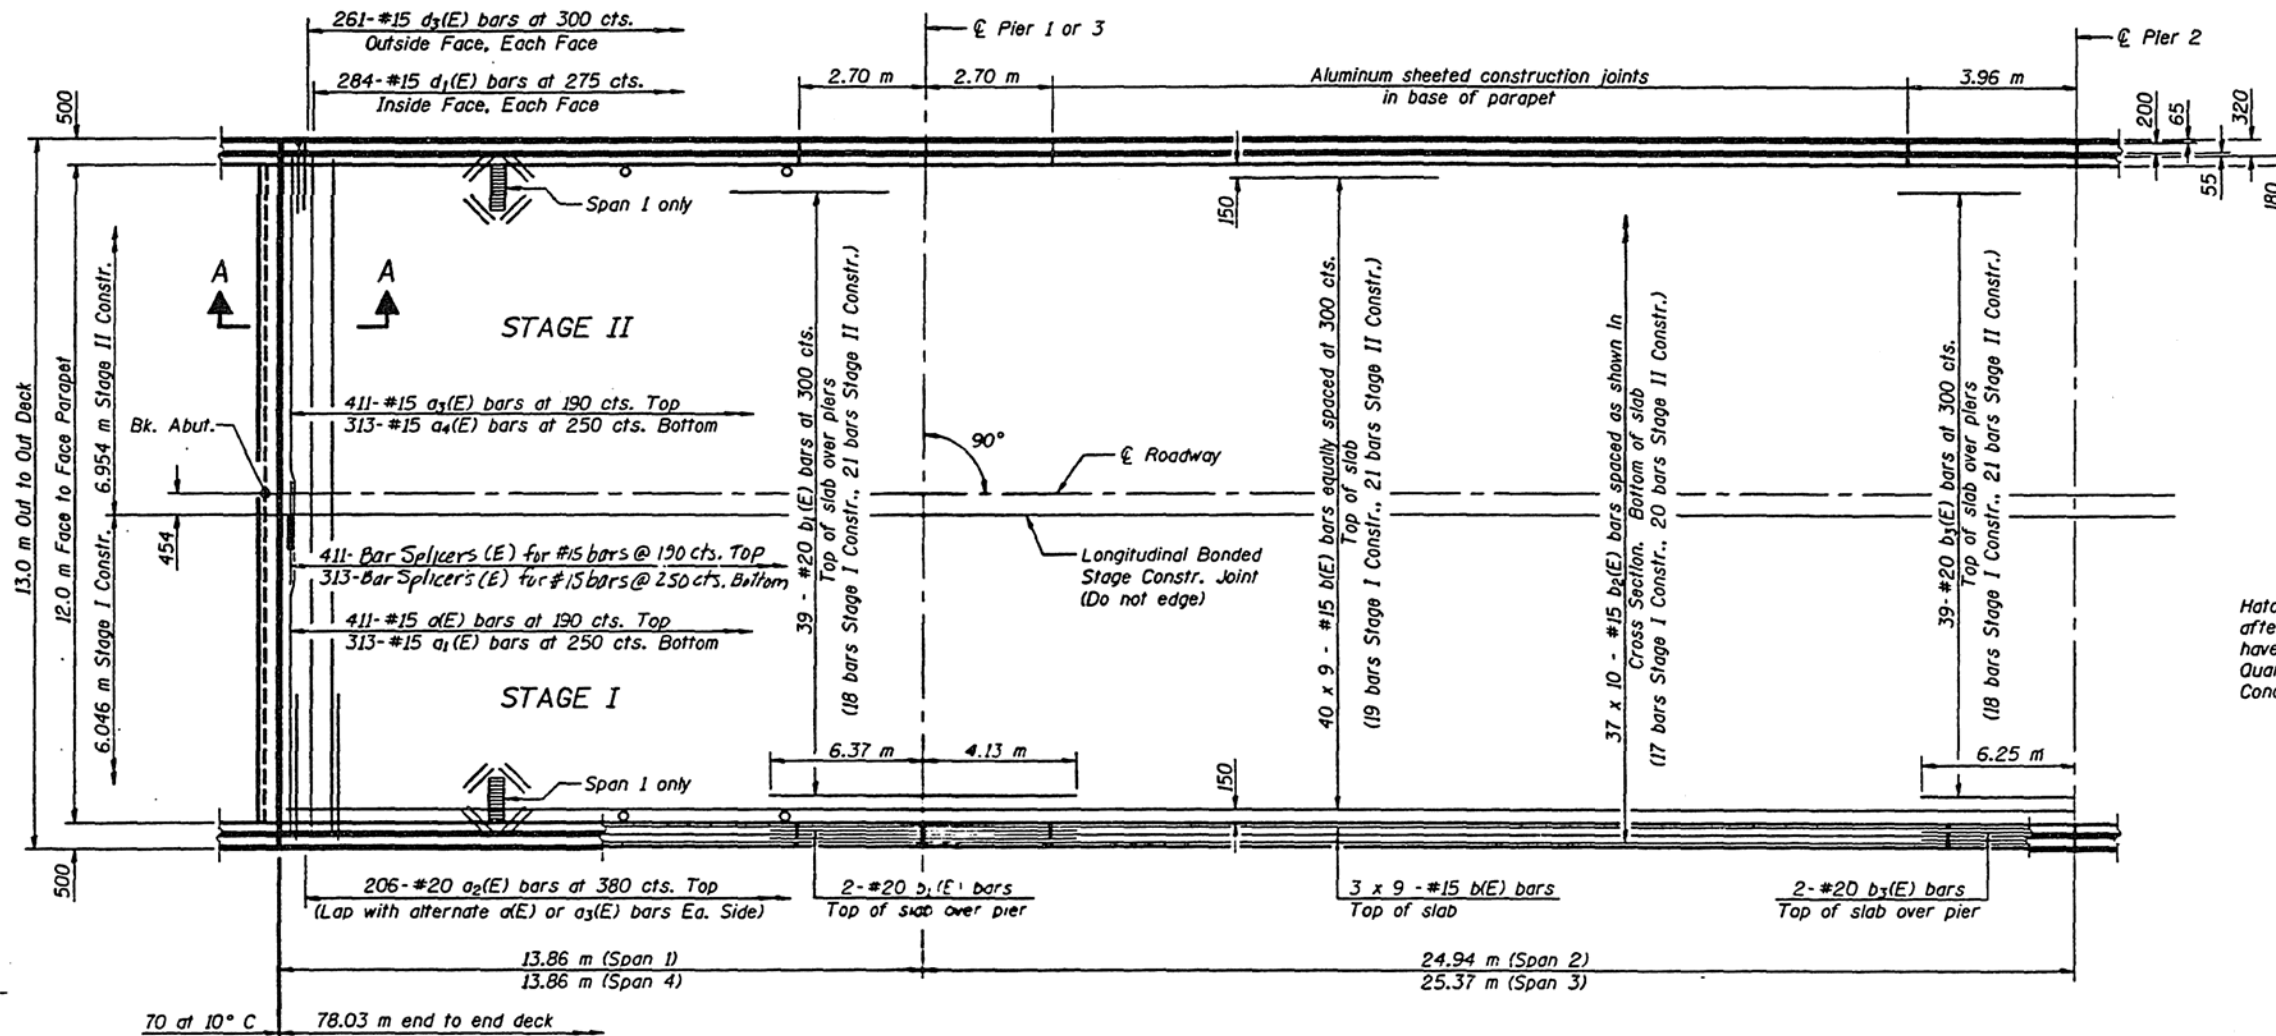 261-#15 d3(E) bars at 300 cts.
Outside Face, Each Face
284-#15 d1(E) bars at 275 cts.
Inside Face, Each Face
℄ Pier 1 or 3
℄ Pier 2
2.70 m
2.70 m
Aluminum sheeted construction joints
in base of parapet
3.96 m
500
200
65
320
55
180
150
Span 1 only
13.0 m Out to Out Deck
12.0 m Face to Face Parapet
6.954 m Stage II Constr.
6.046 m Stage I Constr.
A
A
STAGE II
411-#15 a3(E) bars at 190 cts. Top
313-#15 a4(E) bars at 250 cts. Bottom
Bk. Abut.
454
90°
℄ Roadway
411-Bar Splicers (E) for #15 bars @ 190 cts. Top
313-Bar Splicers (E) for #15 bars @ 250 cts. Bottom
Longitudinal Bonded
Stage Constr. Joint
(Do not edge)
411-#15 a(E) bars at 190 cts. Top
313-#15 a1(E) bars at 250 cts. Bottom
STAGE I
39 - #20 b1(E) bars at 300 cts.
Top of slab over piers
(18 bars Stage I Constr., 21 bars Stage II Constr.)
40 x 9 - #15 b(E) bars equally spaced at 300 cts.
Top of slab
(19 bars Stage I Constr., 21 bars Stage II Constr.)
37 x 10 - #15 b2(E) bars spaced as shown in
Cross Section. Bottom of slab
(17 bars Stage I Constr., 20 bars Stage II Constr.)
39-#20 b3(E) bars at 300 cts.
Top of slab over piers
(18 bars Stage I Constr., 21 bars Stage II Constr.)
6.37 m
4.13 m
6.25 m
Span 1 only
150
500
206-#20 a2(E) bars at 380 cts. Top
(Lap with alternate a(E) or a3(E) bars Ea. Side)
2-#20 b1(E) bars
Top of slab over pier
3 x 9 -#15 b(E) bars
Top of slab
2-#20 b3(E) bars
Top of slab over pier
13.86 m (Span 1)
13.86 m (Span 4)
24.94 m (Span 2)
25.37 m (Span 3)
70 at 10° C
78.03 m end to end deck
Hatc
afte
have
Quan
Conc